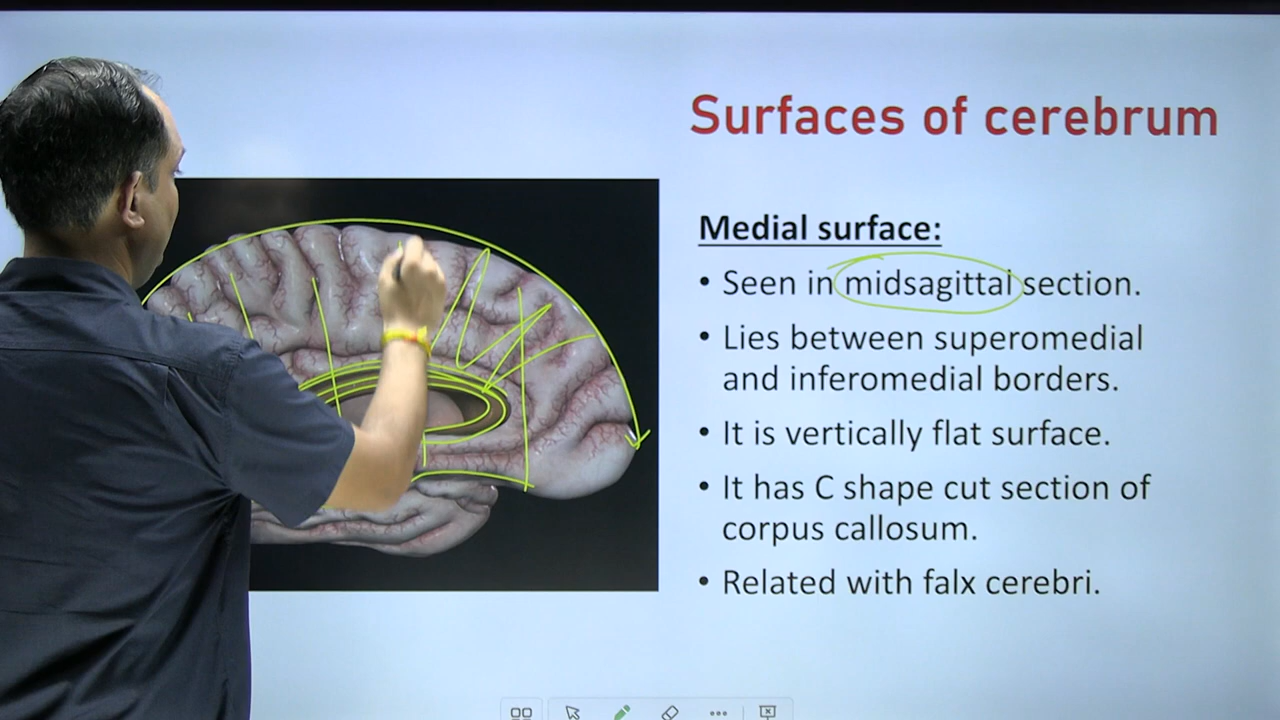 Surfaces of cerebrum
Medial surface:
• Seen in midsagittal section.
• Lies between superomedial
and inferomedial borders.
• It is vertically flat surface.
• It has C shape cut section of
corpus callosum.
• Related with falx cerebri.